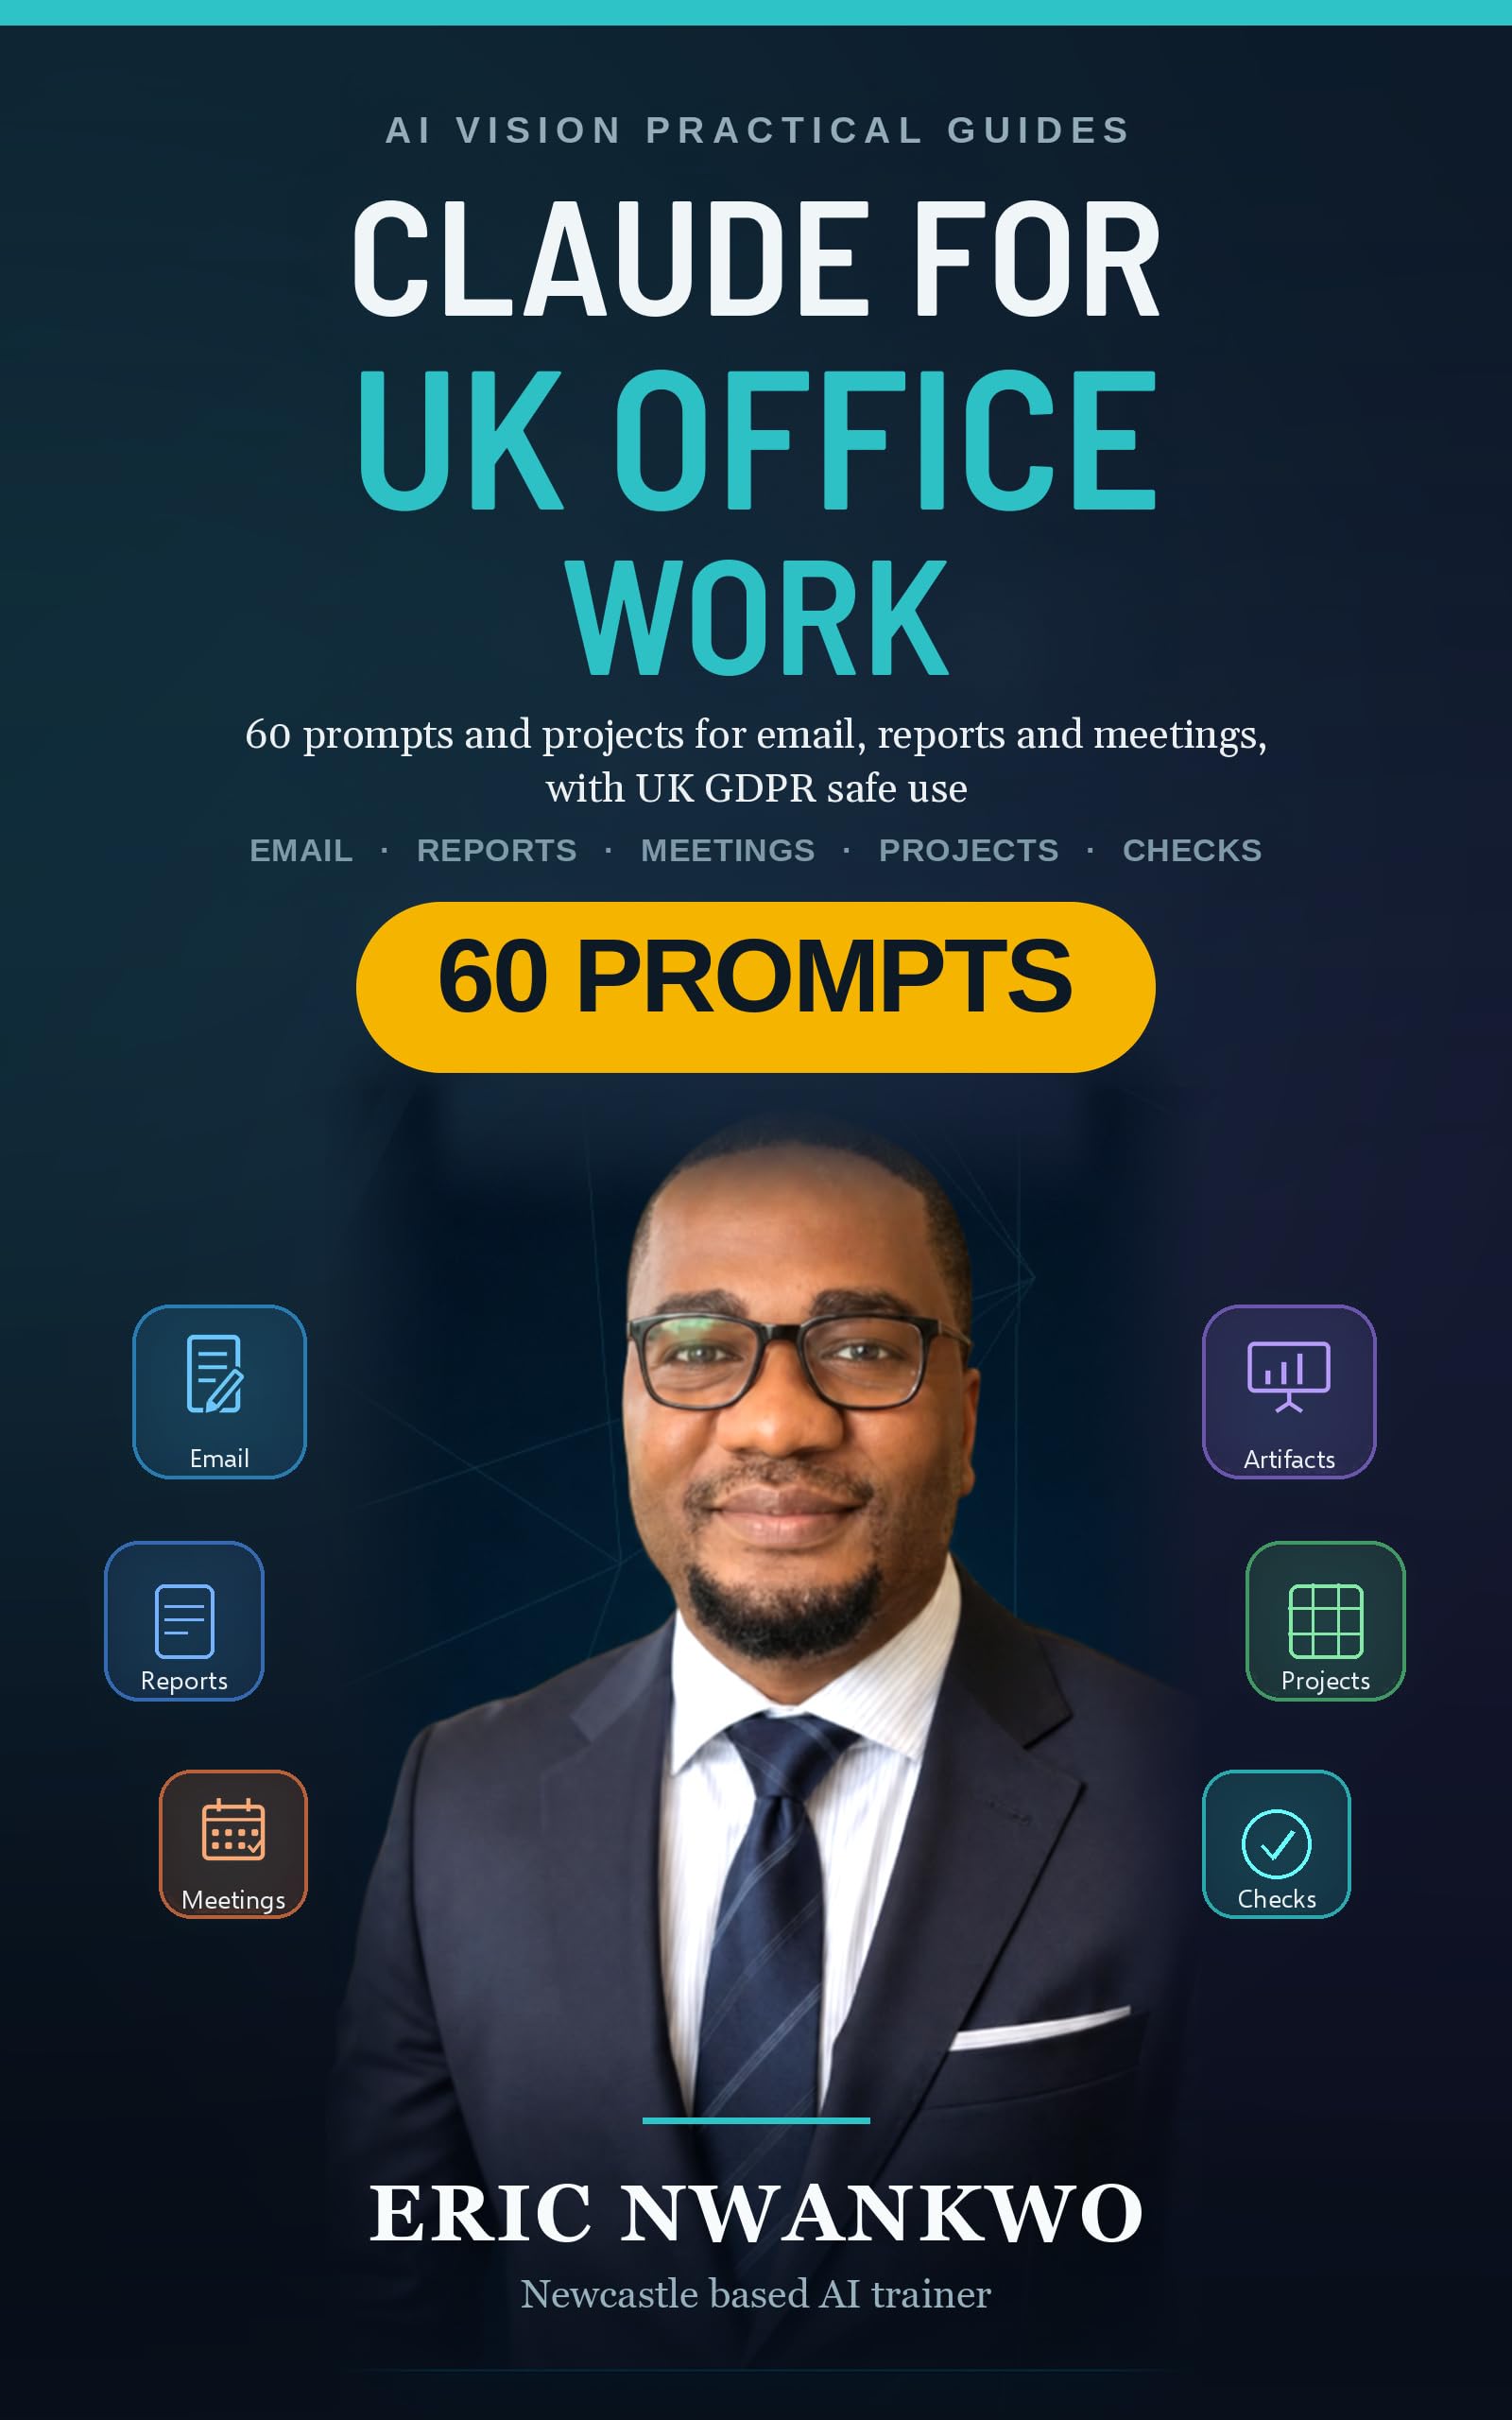 AI VISION PRACTICAL GUIDES
CLAUDE FOR
UK OFFICE
WORK
60 prompts and projects for email, reports and meetings,
with UK GDPR safe use
EMAIL · REPORTS · MEETINGS · PROJECTS · CHECKS
60 PROMPTS
Email
Artifacts
Reports
Projects
Meetings
Checks
ERIC NWANKWO
Newcastle based AI trainer